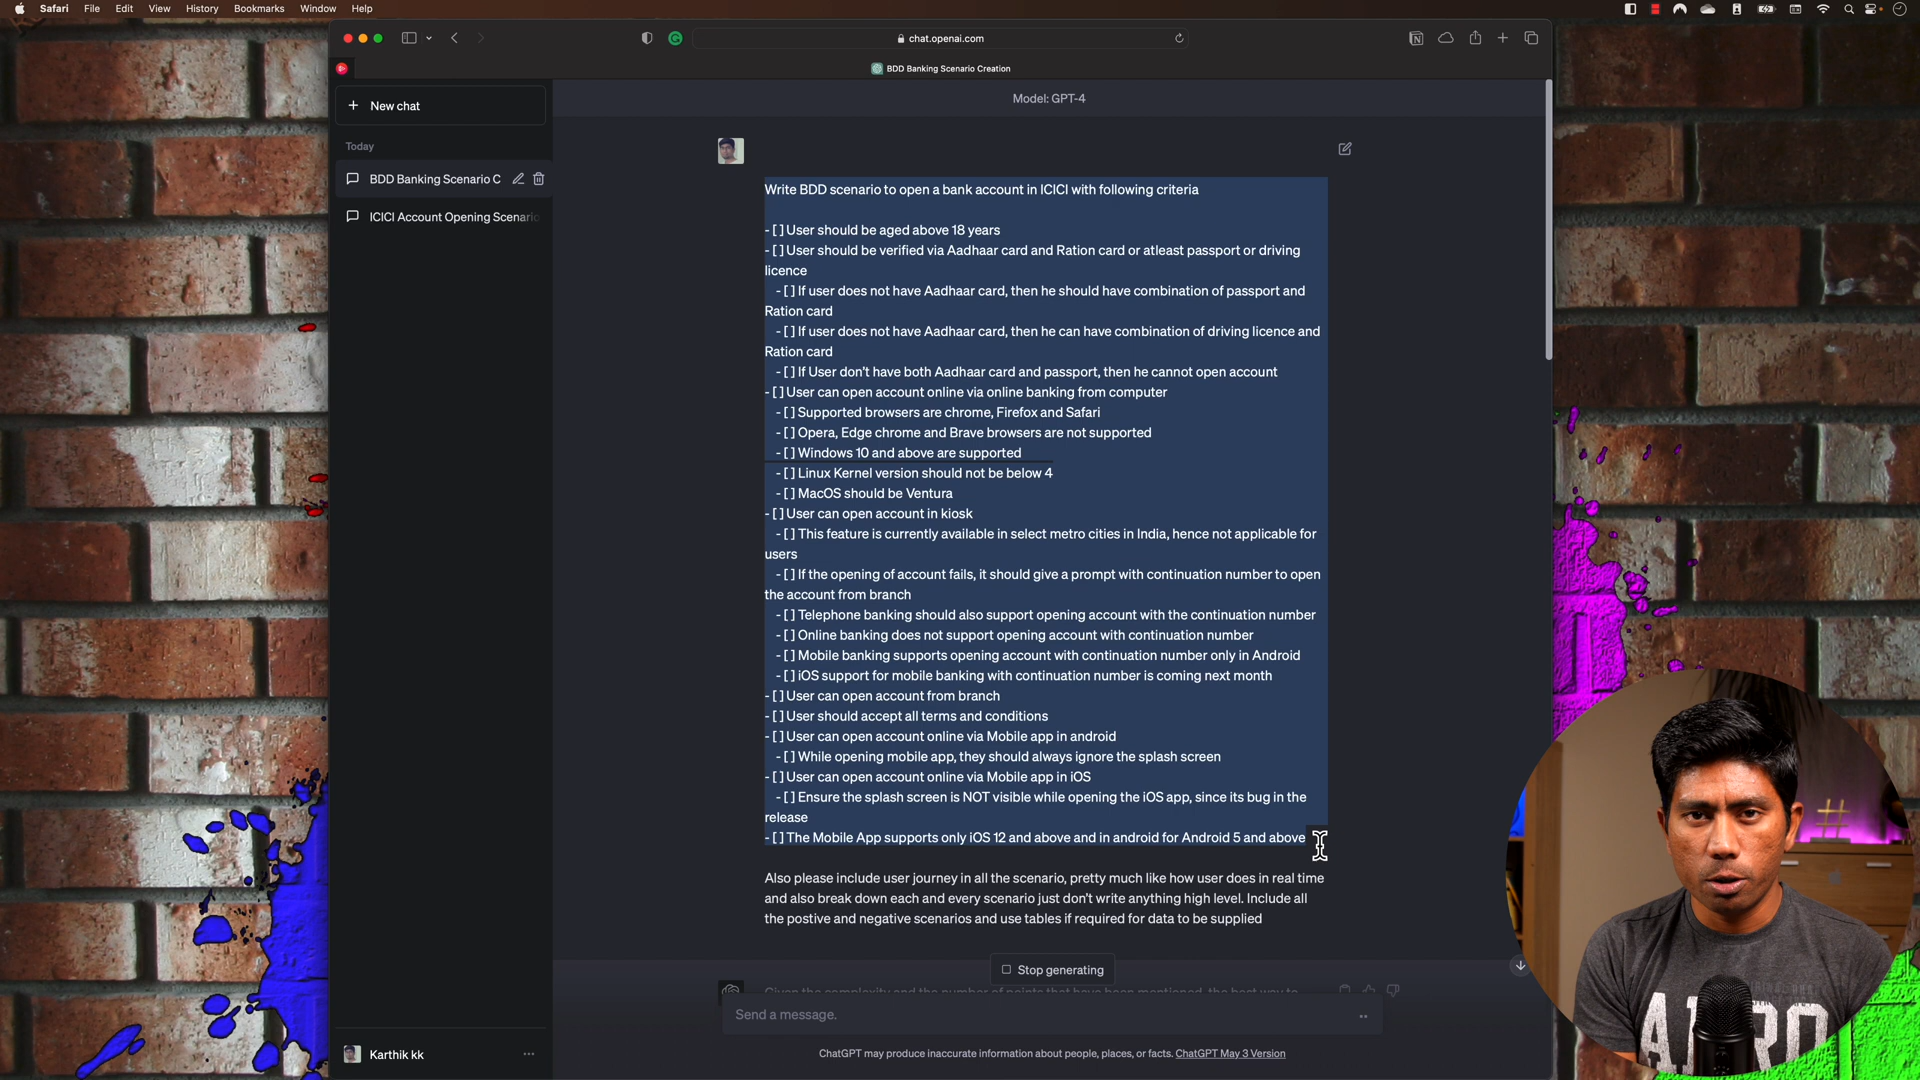 Safari File Edit View History Bookmarks Window Help
chat.openai.com
BDD Banking Scenario Creation
+ New chat
Model: GPT-4
Today
BDD Banking Scenario C
ICICI Account Opening Scenario
Write BDD scenario to open a bank account in ICICI with following criteria
- [ ] User should be aged above 18 years
- [ ] User should be verified via Aadhaar card and Ration card or atleast passport or driving
licence
- [ ] If user does not have Aadhaar card, then he should have combination of passport and
Ration card
- [ ] If user does not have Aadhaar card, then he can have combination of driving licence and
Ration card
- [ ] If User don't have both Aadhaar card and passport, then he cannot open account
- [ ] User can open account online via online banking from computer
- [ ] Supported browsers are chrome, Firefox and Safari
- [ ] Opera, Edge chrome and Brave browsers are not supported
- [ ] Windows 10 and above are supported
- [ ] Linux Kernel version should not be below 4
- [ ] MacOS should be Ventura
- [ ] User can open account in kiosk
- [ ] This feature is currently available in select metro cities in India, hence not applicable for
users
- [ ] If the opening of account fails, it should give a prompt with continuation number to open
the account from branch
- [ ] Telephone banking should also support opening account with the continuation number
- [ ] Online banking does not support opening account with continuation number
- [ ] Mobile banking supports opening account with continuation number only in Android
- [ ] iOS support for mobile banking with continuation number is coming next month
- [ ] User can open account from branch
- [ ] User should accept all terms and conditions
- [ ] User can open account online via Mobile app in android
- [ ] While opening mobile app, they should always ignore the splash screen
- [ ] User can open account online via Mobile app in iOS
- [ ] Ensure the splash screen is NOT visible while opening the iOS app, since its bug in the
release
- [ ] The Mobile App supports only iOS 12 and above and in android for Android 5 and above
Also please include user journey in all the scenario, pretty much like how user does in real time
and also break down each and every scenario just don't write anything high level. Include all
the postive and negative scenarios and use tables if required for data to be supplied
Stop generating
Given the complexity and the number of points that have been mentioned, the best way to
Send a message.
Karthik kk
ChatGPT may produce inaccurate information about people, places, or facts. ChatGPT May 3 Version